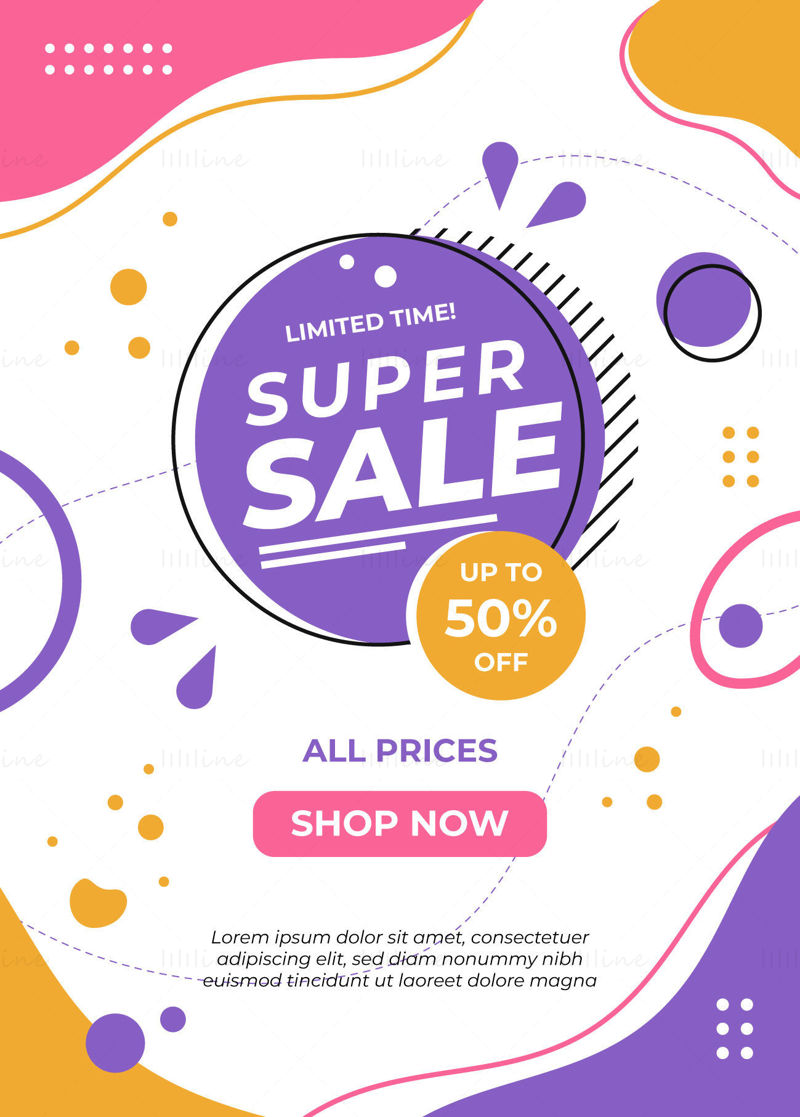 LIMITED TIME!
SUPER
SALE
UP TO
50%
OFF
ALL PRICES
SHOP NOW
Lorem ipsum dolor sit amet, consectetuer
adipiscing elit, sed diam nonummy nibh
euismod tincidunt ut laoreet dolore magna